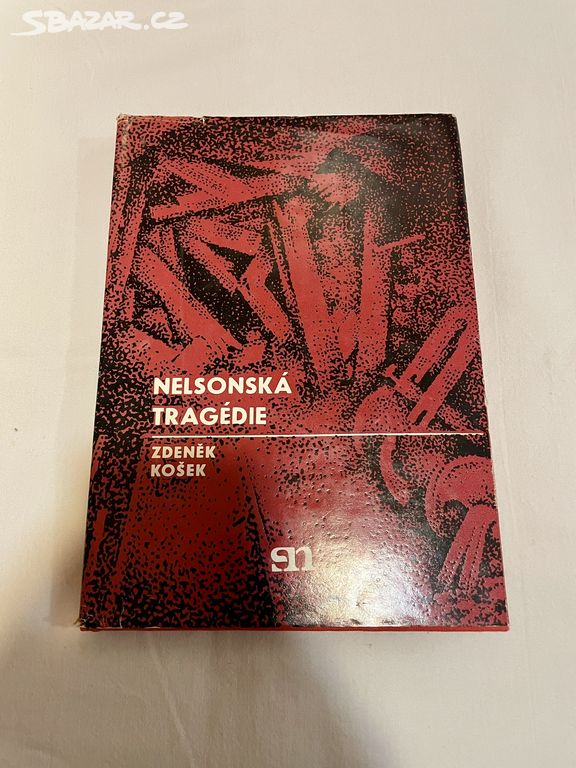 SBAZAR.CZ
NELSONSKÁ
TRAGÉDIE
ZDENĚK
KOŠEK
sn